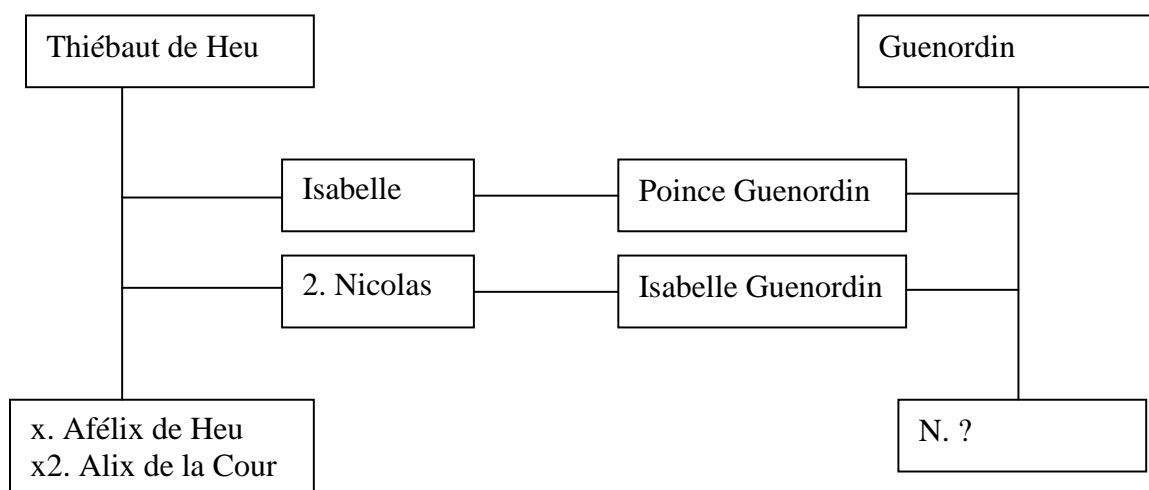 Thiébaut de Heu
Guenordin
Isabelle
Poince Guenordin
2. Nicolas
Isabelle Guenordin
x. Afélix de Heu
x2. Alix de la Cour
N. ?